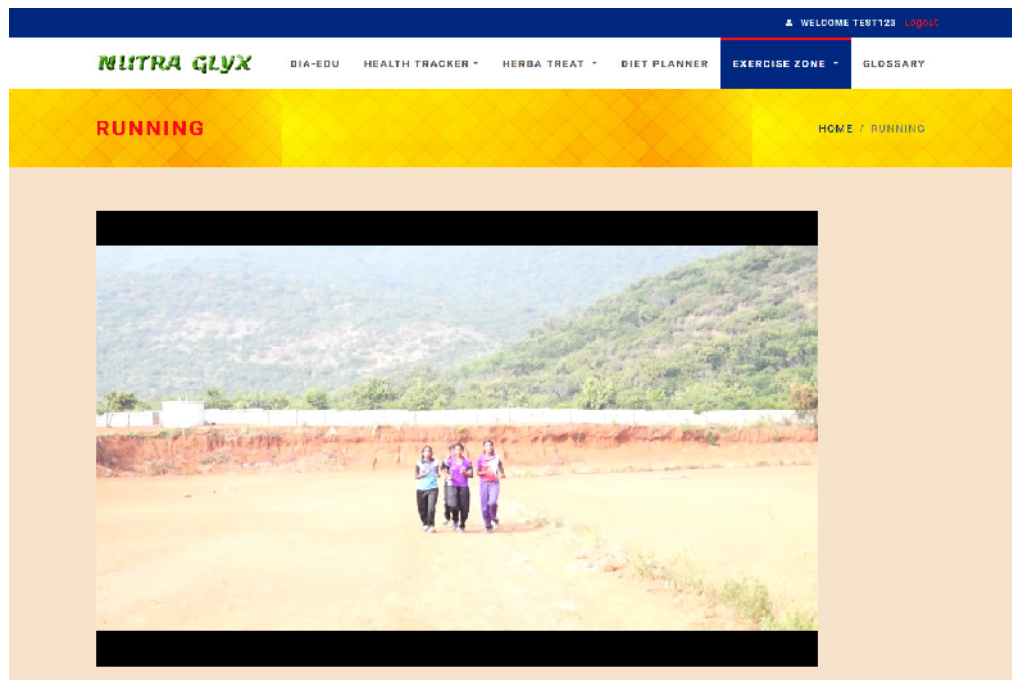 WELCOME TEST123 Logout
NUTRA GLYX
DIA-EDU HEALTH TRACKER HERBA TREAT DIET PLANNER EXERCISE ZONE GLOSSARY
RUNNING
HOME / RUNNING